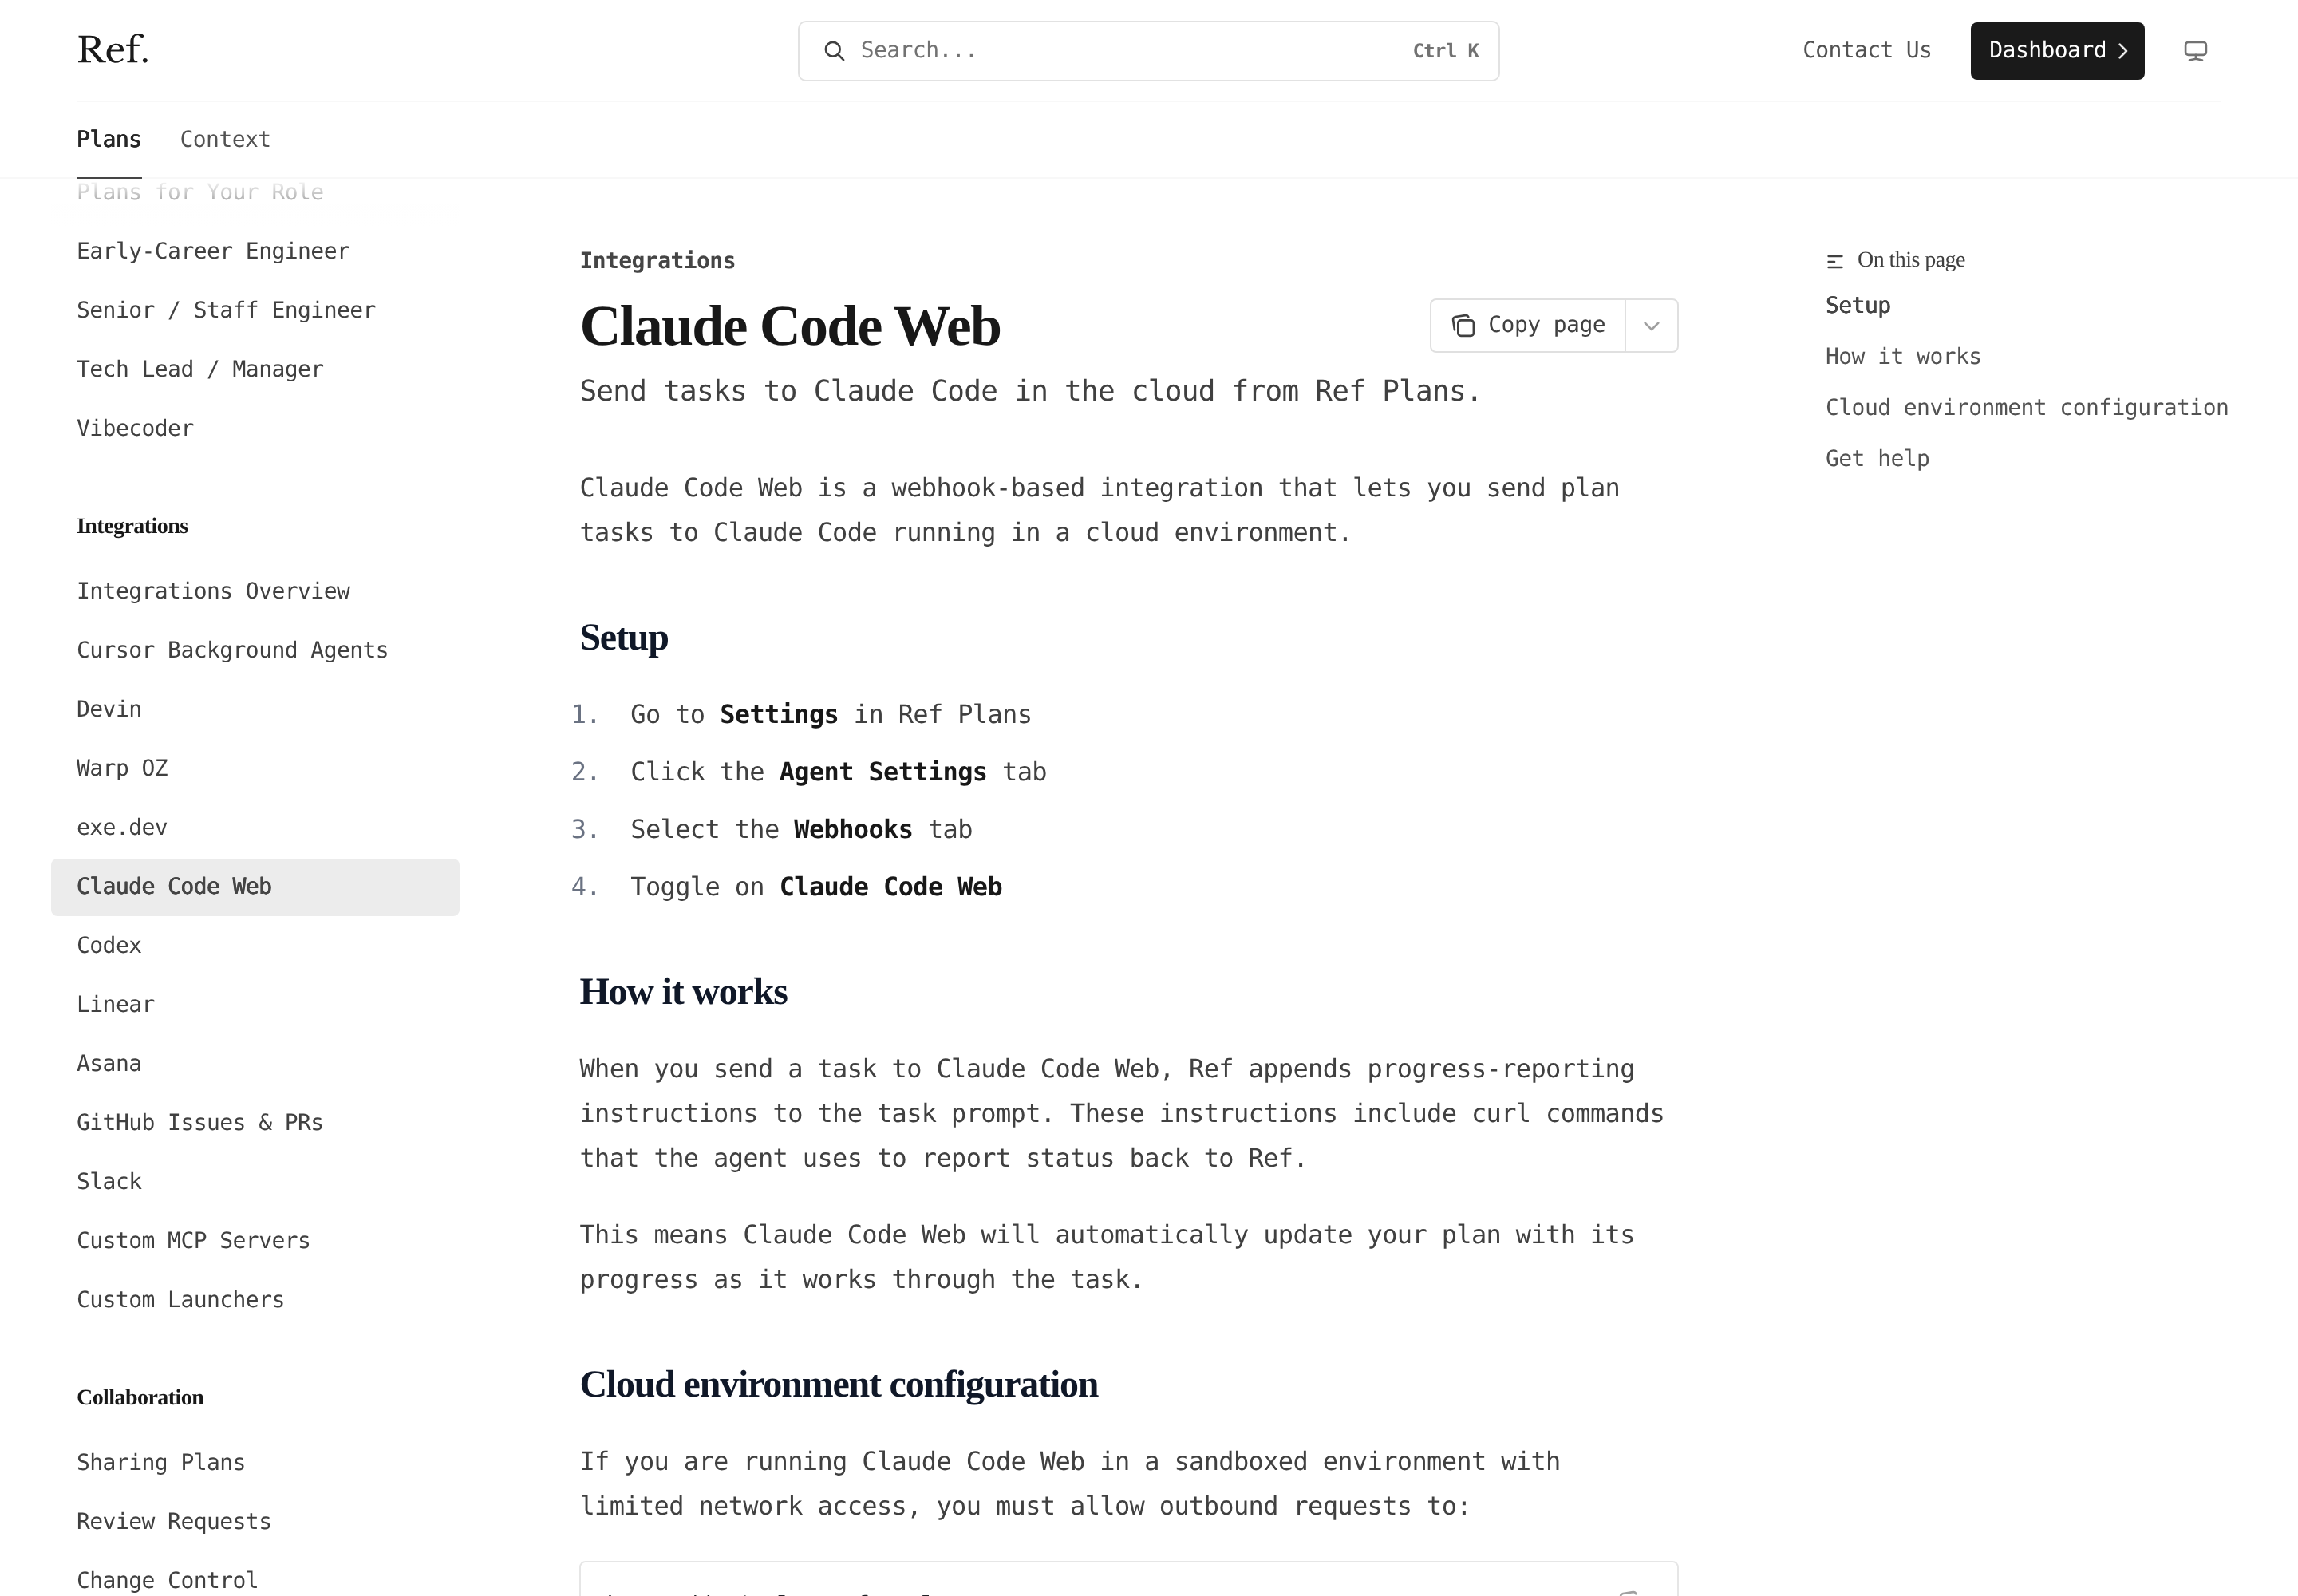 Ref.
Search...
Ctrl K
Contact Us
Dashboard
Plans
Context
Plans for Your Role
Early-Career Engineer
Senior / Staff Engineer
Tech Lead / Manager
Vibecoder
Integrations
Integrations Overview
Cursor Background Agents
Devin
Warp OZ
exe.dev
Claude Code Web
Codex
Linear
Asana
GitHub Issues & PRs
Slack
Custom MCP Servers
Custom Launchers
Collaboration
Sharing Plans
Review Requests
Change Control
Integrations
Claude Code Web
Copy page
Send tasks to Claude Code in the cloud from Ref Plans.
Claude Code Web is a webhook-based integration that lets you send plan
tasks to Claude Code running in a cloud environment.
Setup
1. Go to Settings in Ref Plans
2. Click the Agent Settings tab
3. Select the Webhooks tab
4. Toggle on Claude Code Web
How it works
When you send a task to Claude Code Web, Ref appends progress-reporting
instructions to the task prompt. These instructions include curl commands
that the agent uses to report status back to Ref.
This means Claude Code Web will automatically update your plan with its
progress as it works through the task.
Cloud environment configuration
If you are running Claude Code Web in a sandboxed environment with
limited network access, you must allow outbound requests to:
On this page
Setup
How it works
Cloud environment configuration
Get help